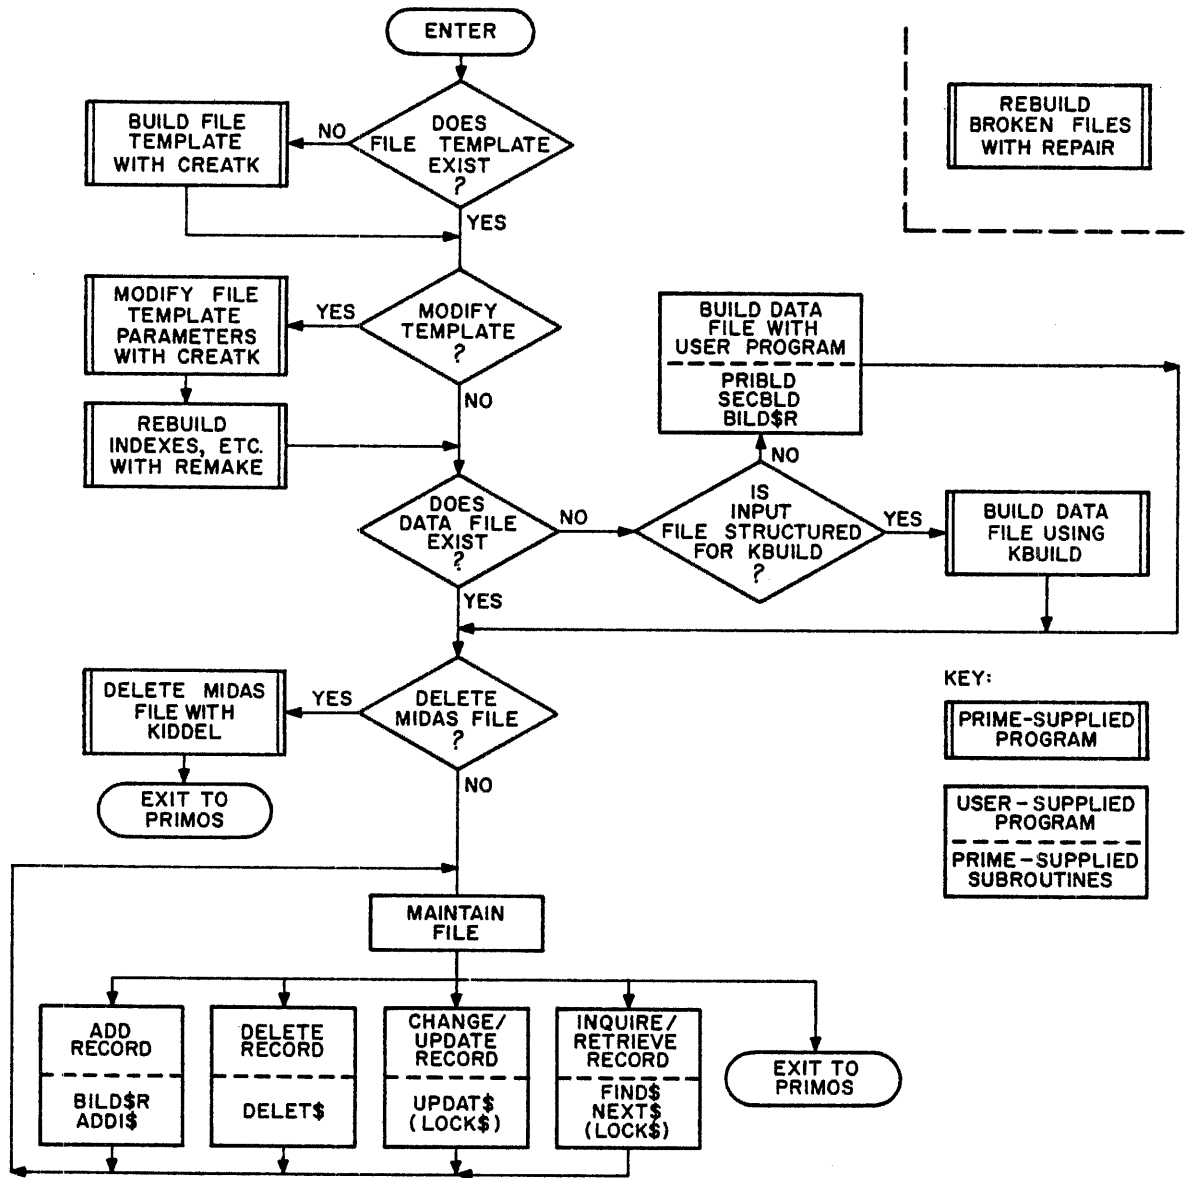 ENTER
DOES
FILE TEMPLATE
EXIST
?
NO
YES
BUILD FILE
TEMPLATE
WITH CREATK
REBUILD
BROKEN FILES
WITH REPAIR
MODIFY
TEMPLATE
?
YES
NO
MODIFY FILE
TEMPLATE
PARAMETERS
WITH CREATK
REBUILD
INDEXES, ETC.
WITH REMAKE
DOES
DATA FILE
EXIST
?
NO
YES
IS
INPUT
FILE STRUCTURED
FOR KBUILD
?
NO
YES
BUILD DATA
FILE WITH
USER PROGRAM
PRIBLD
SECBLD
BILD$R
BUILD DATA
FILE USING
KBUILD
DELETE
MIDAS FILE
?
YES
NO
DELETE MIDAS
FILE WITH
KIDDEL
EXIT TO
PRIMOS
KEY:
PRIME-SUPPLIED
PROGRAM
USER-SUPPLIED
PROGRAM
PRIME-SUPPLIED
SUBROUTINES
MAINTAIN
FILE
ADD
RECORD
BILD$R
ADDI$
DELETE
RECORD
DELET$
CHANGE/
UPDATE
RECORD
UPDAT$
(LOCK$)
INQUIRE/
RETRIEVE
RECORD
FIND$
NEXT$
(LOCK$)
EXIT TO
PRIMOS